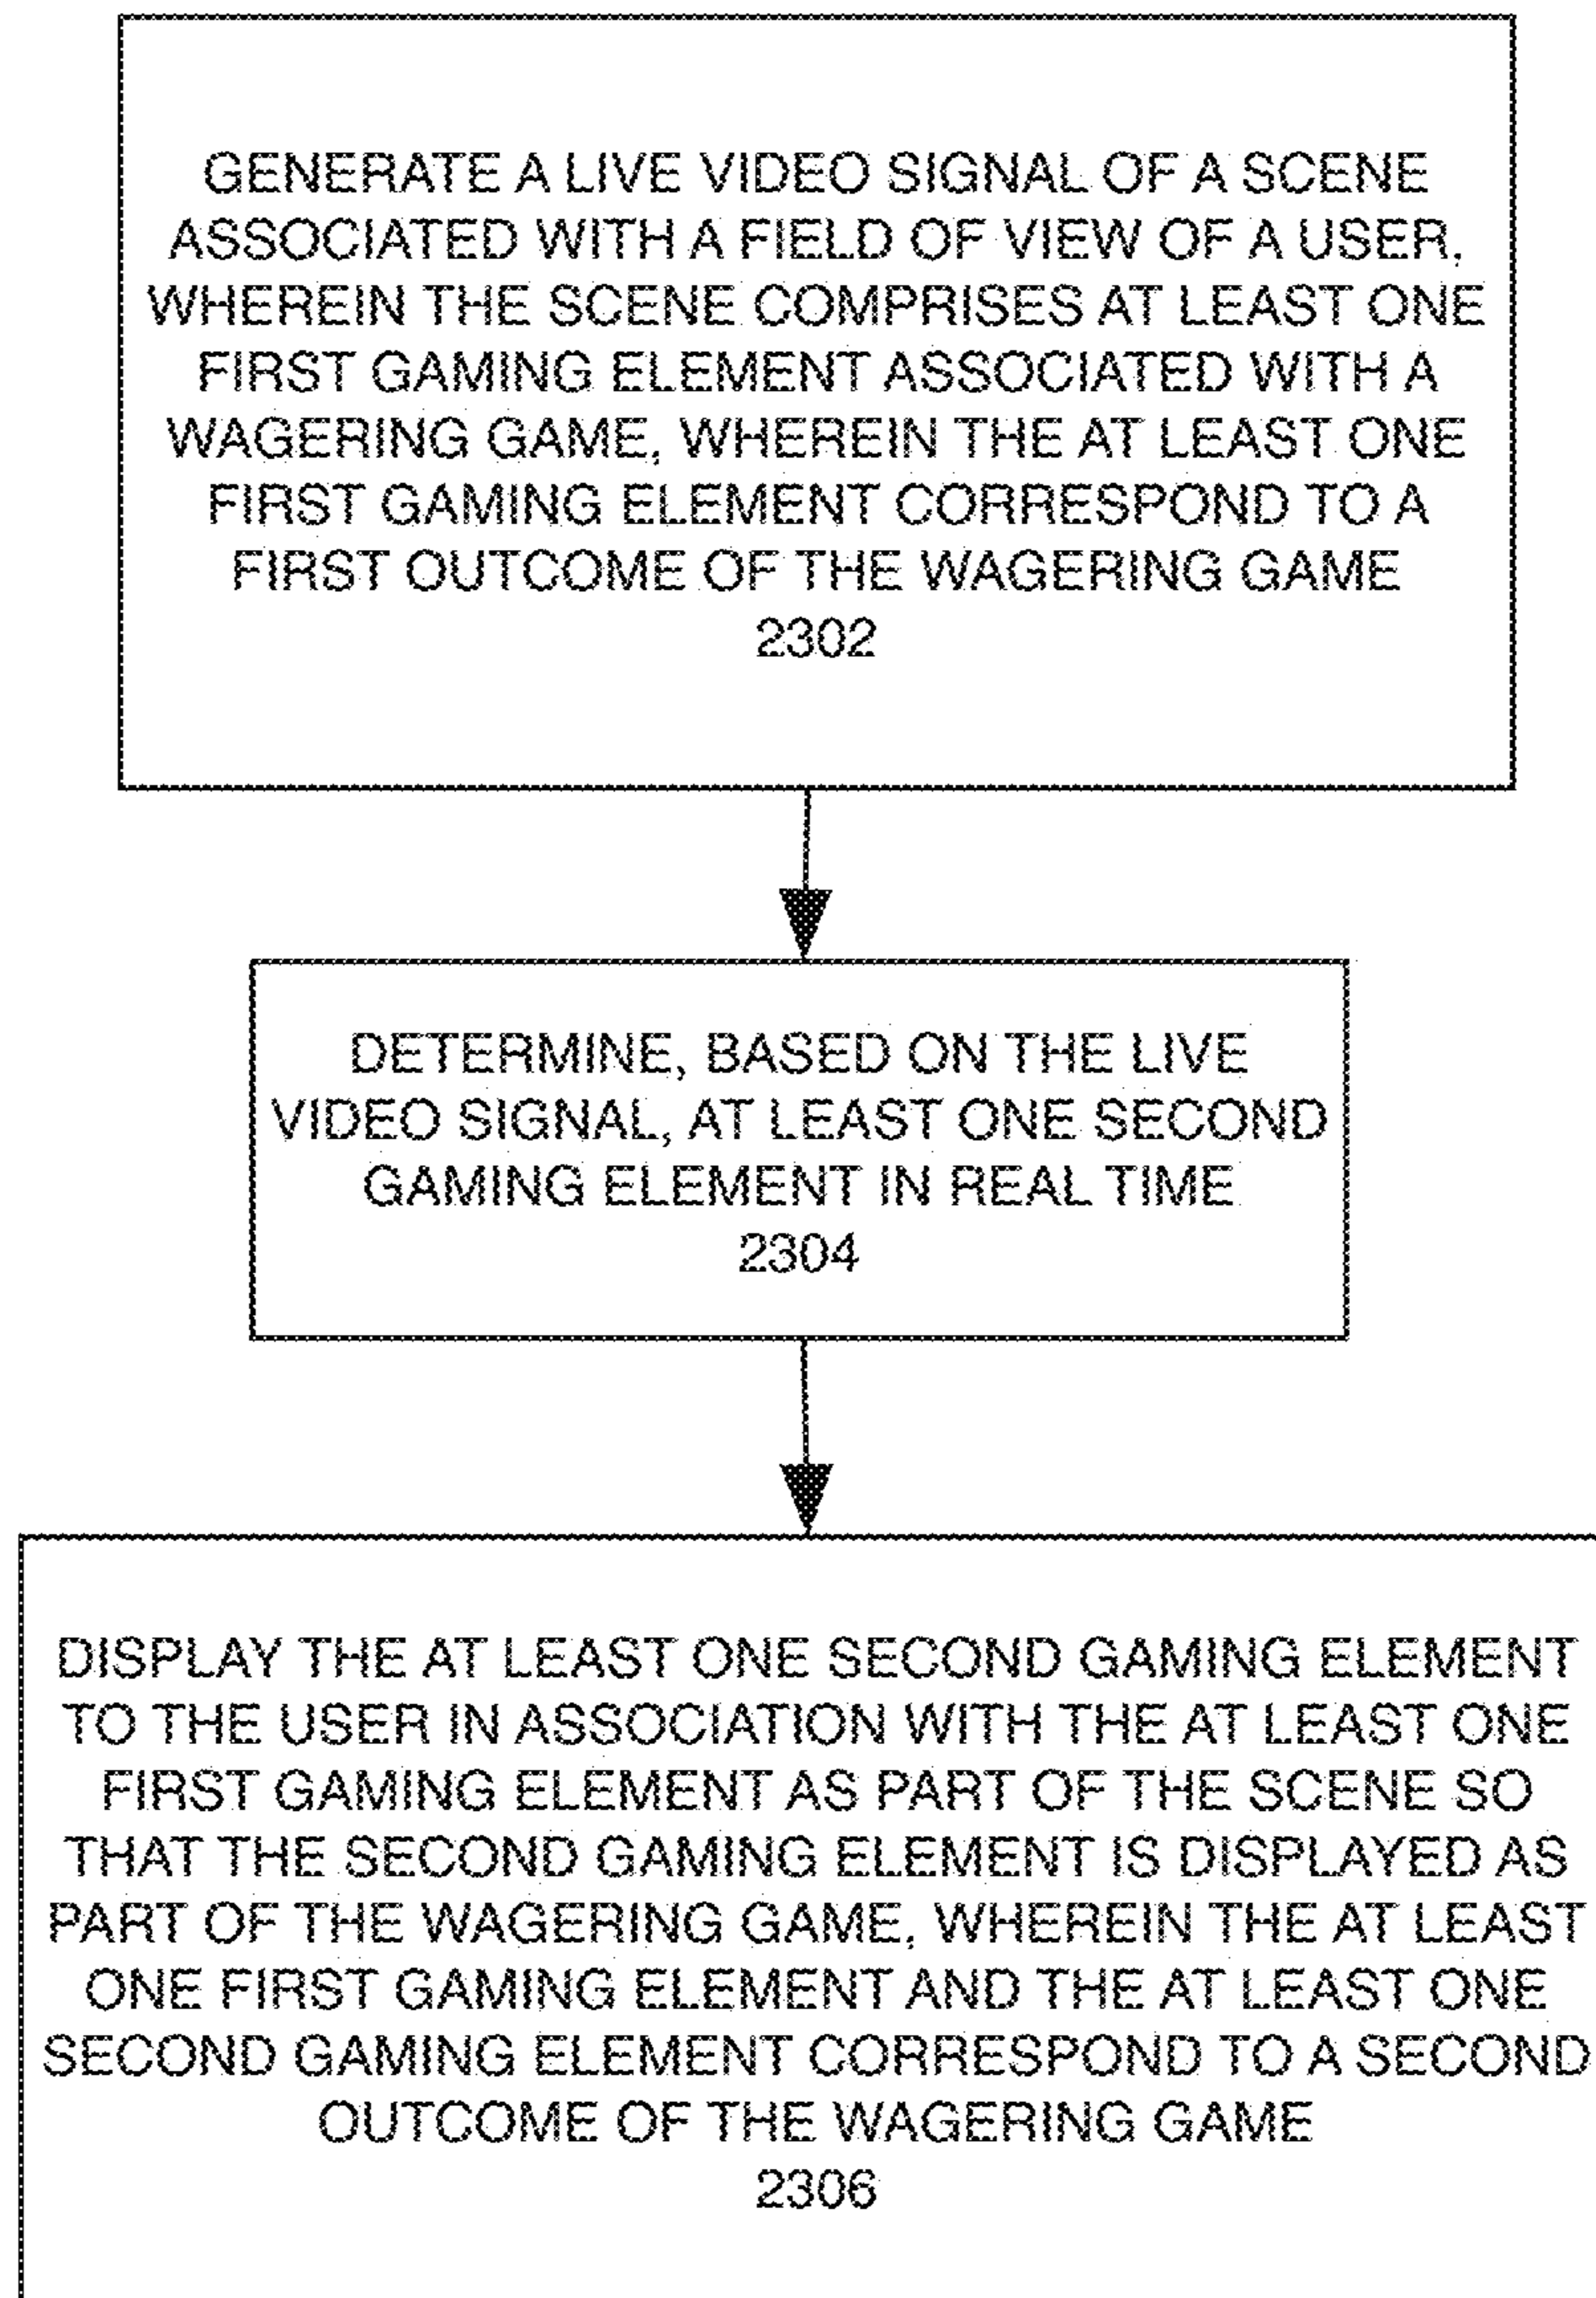 GENERATE A LIVE VIDEO SIGNAL OF A SCENE
ASSOCIATED WITH A FIELD OF VIEW OF A USER,
WHEREIN THE SCENE COMPRISES AT LEAST ONE
FIRST GAMING ELEMENT ASSOCIATED WITH A
WAGERING GAME, WHEREIN THE AT LEAST ONE
FIRST GAMING ELEMENT CORRESPOND TO A
FIRST OUTCOME OF THE WAGERING GAME
2302
DETERMINE, BASED ON THE LIVE
VIDEO SIGNAL, AT LEAST ONE SECOND
GAMING ELEMENT IN REAL TIME
2304
DISPLAY THE AT LEAST ONE SECOND GAMING ELEMENT
TO THE USER IN ASSOCIATION WITH THE AT LEAST ONE
FIRST GAMING ELEMENT AS PART OF THE SCENE SO
THAT THE SECOND GAMING ELEMENT IS DISPLAYED AS
PART OF THE WAGERING GAME, WHEREIN THE AT LEAST
ONE FIRST GAMING ELEMENT AND THE AT LEAST ONE
SECOND GAMING ELEMENT CORRESPOND TO A SECOND
OUTCOME OF THE WAGERING GAME
2306